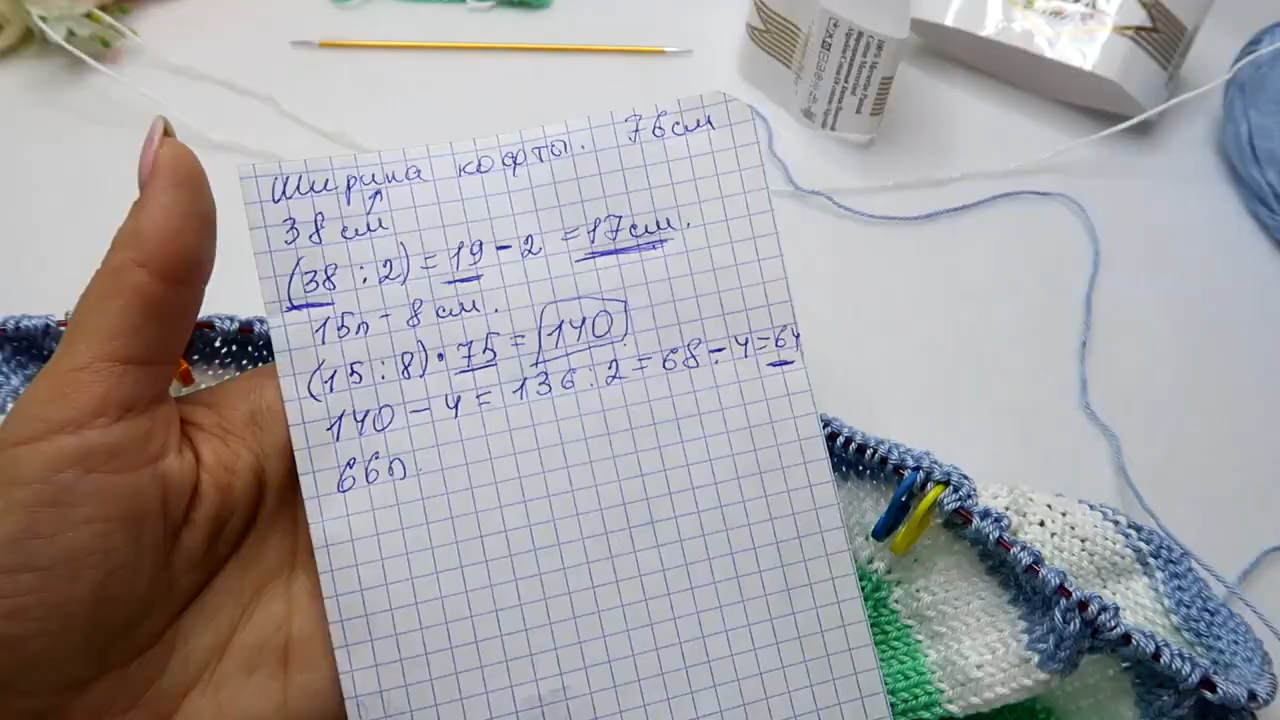 Ширина кофты. 76см
38 см
(38 : 2) = 19 - 2 = 17см.
15п - 8 см.
(15 : 8) · 75 = 140
140 - 4 = 136 : 2 = 68 - 4 = 64
66п.